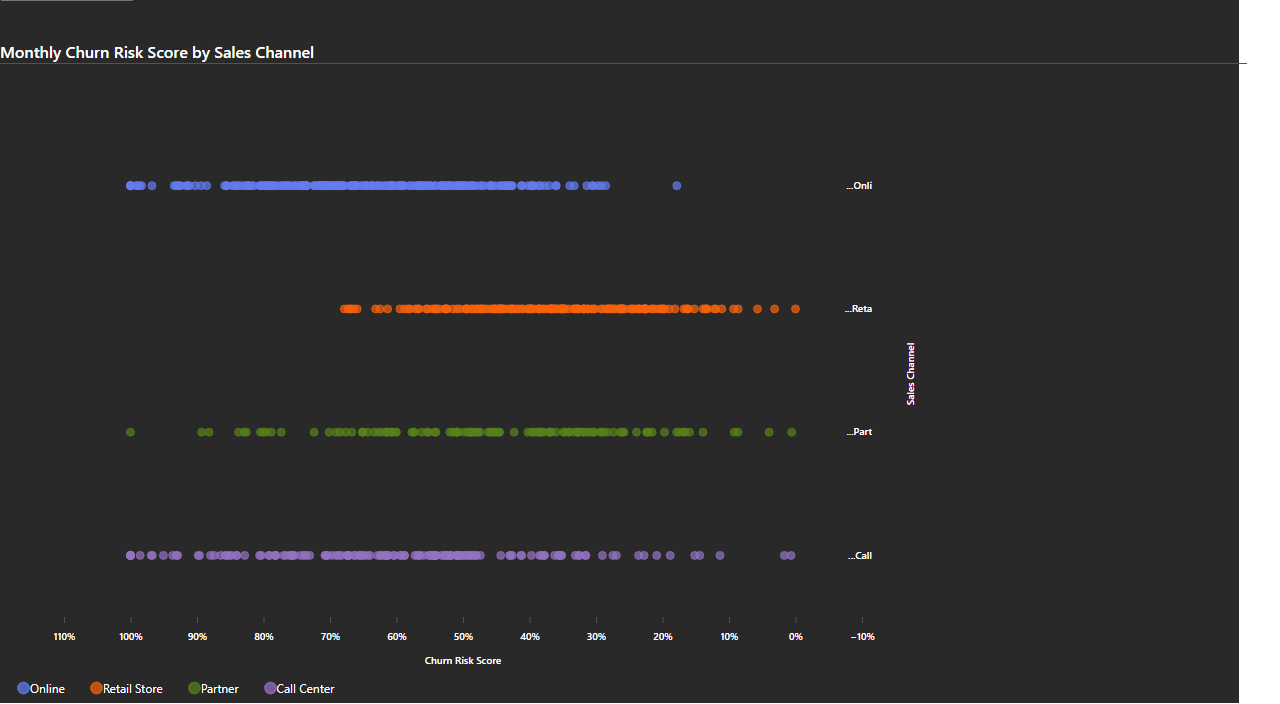 Monthly Churn Risk Score by Sales Channel
...Onli
...Reta
Sales Channel
...Part
...Call
110% 100% 90% 80% 70% 60% 50% 40% 30% 20% 10% 0% −10%
Churn Risk Score
Online Retail Store Partner Call Center